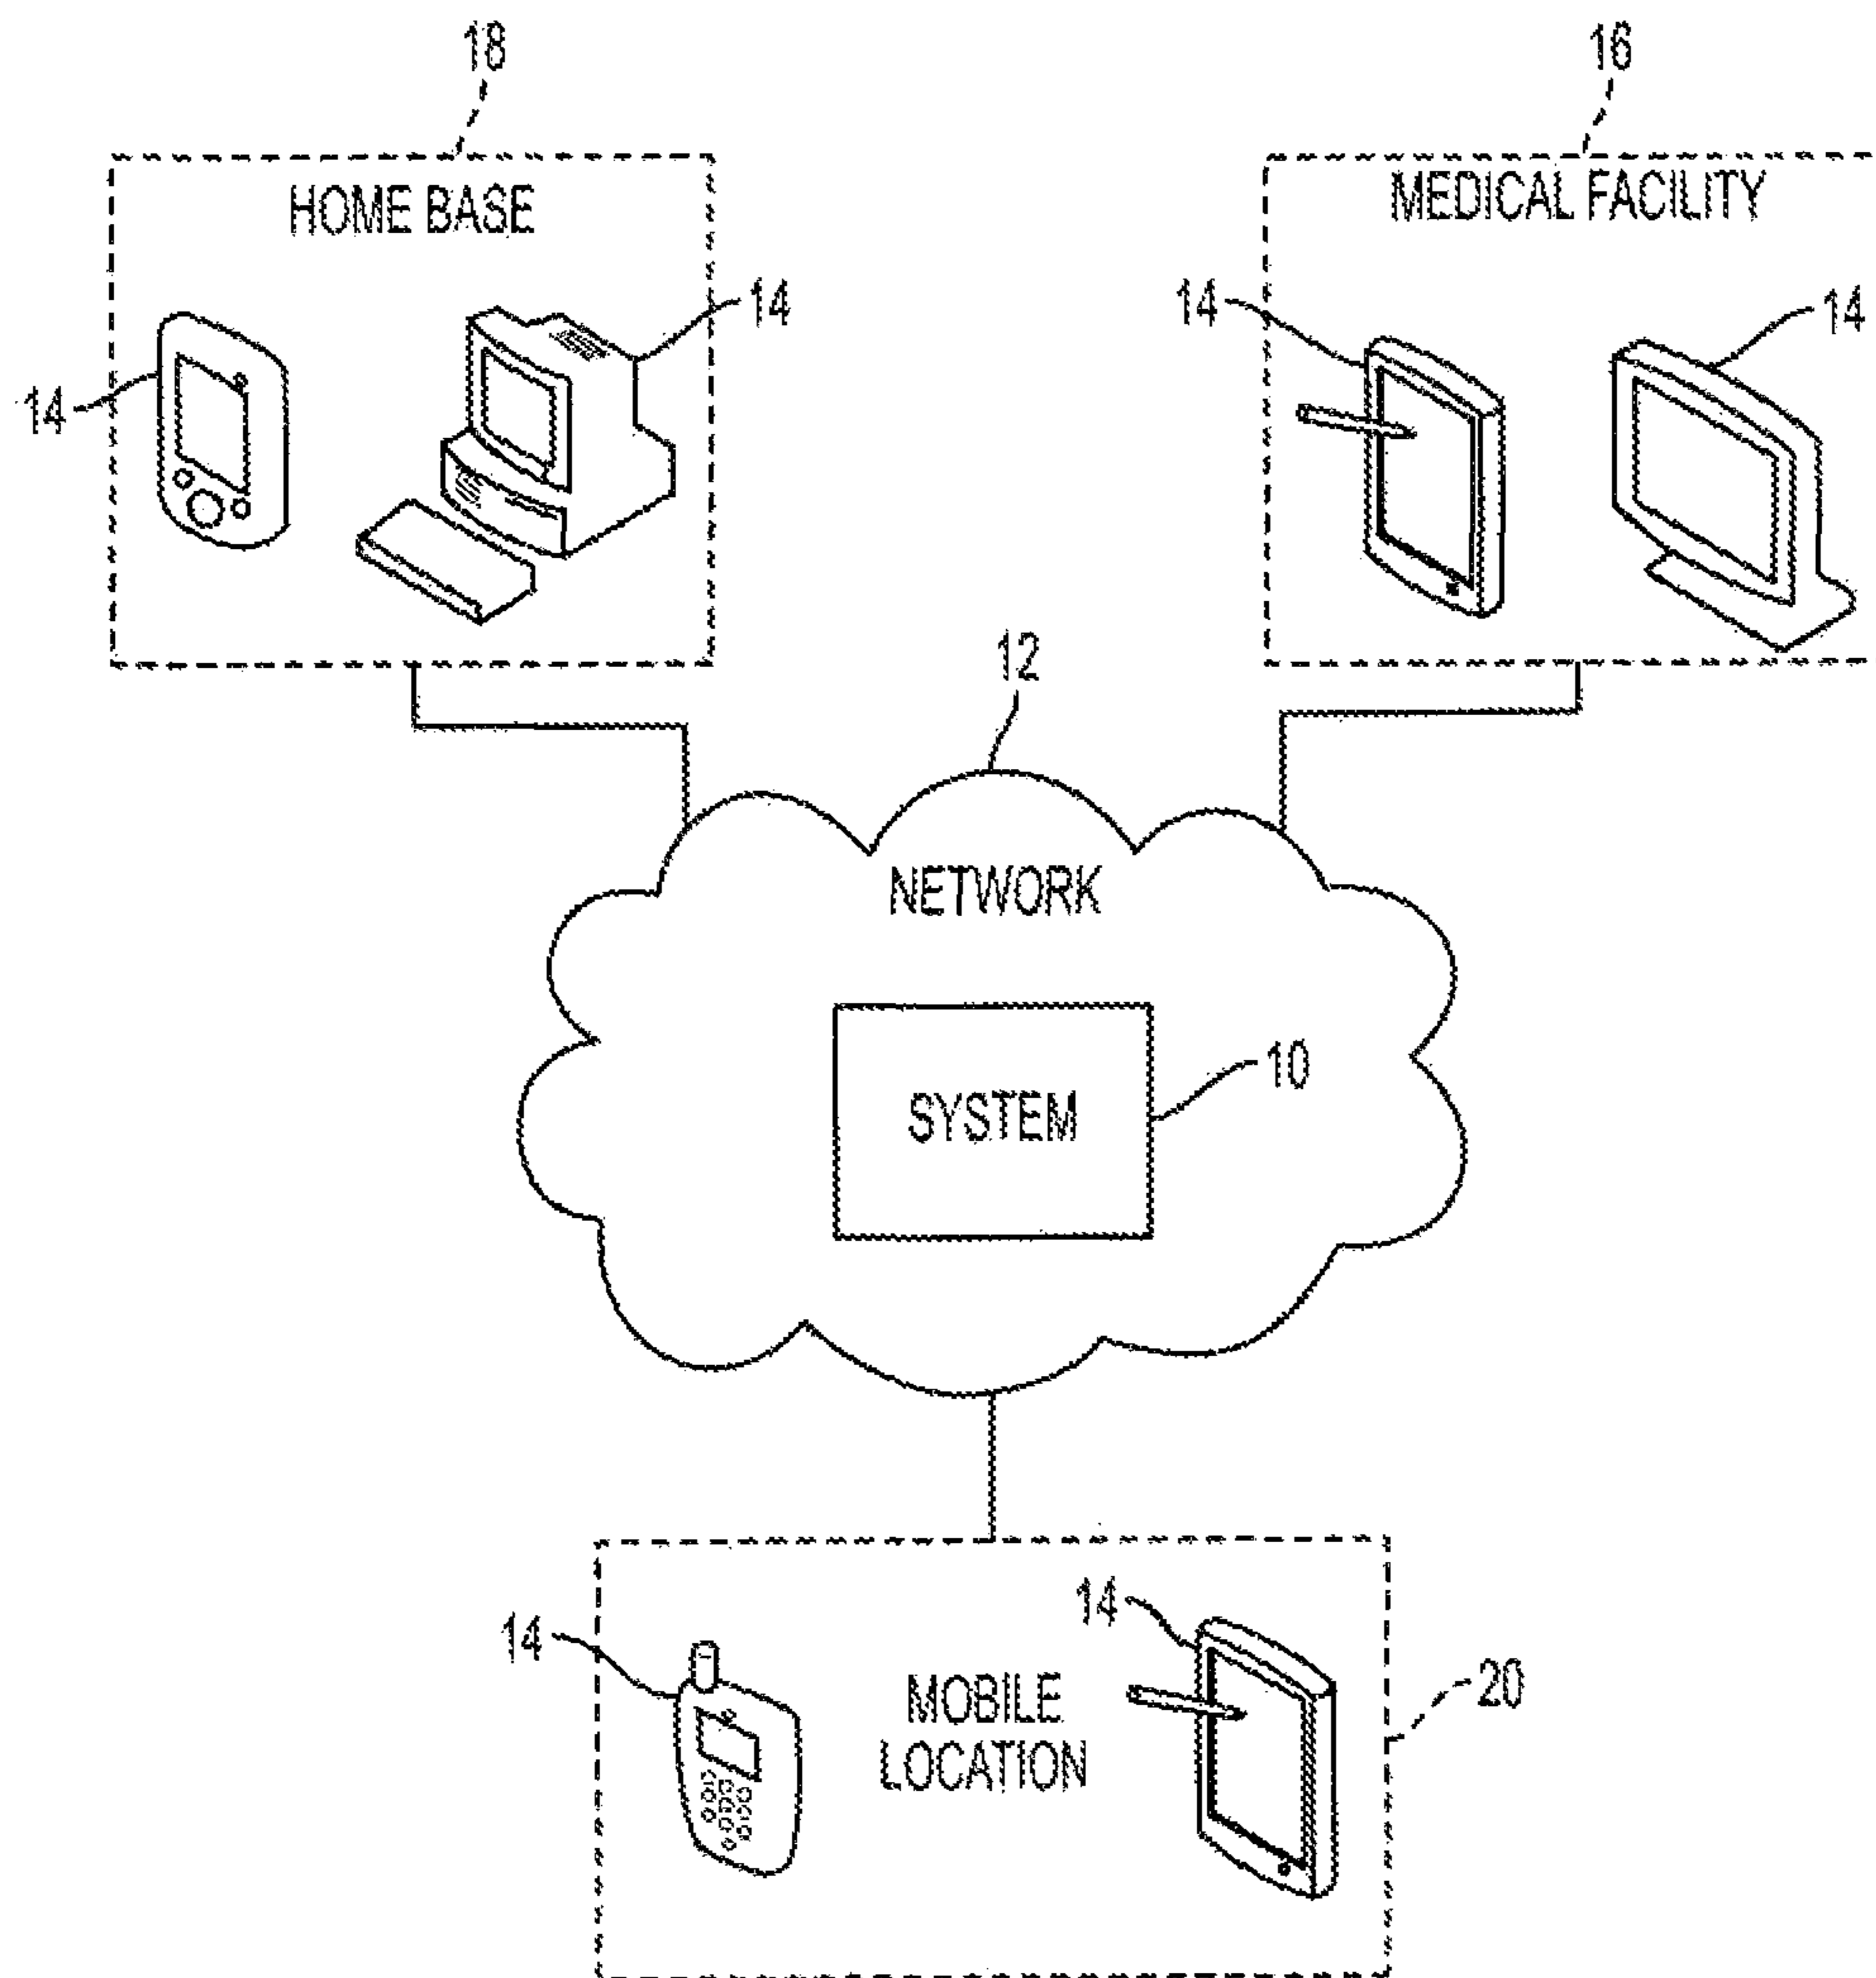 18
16
HOME BASE
MEDICAL FACILITY
14
14
14
14
12
NETWORK
SYSTEM
10
14
14
MOBILE
LOCATION
20